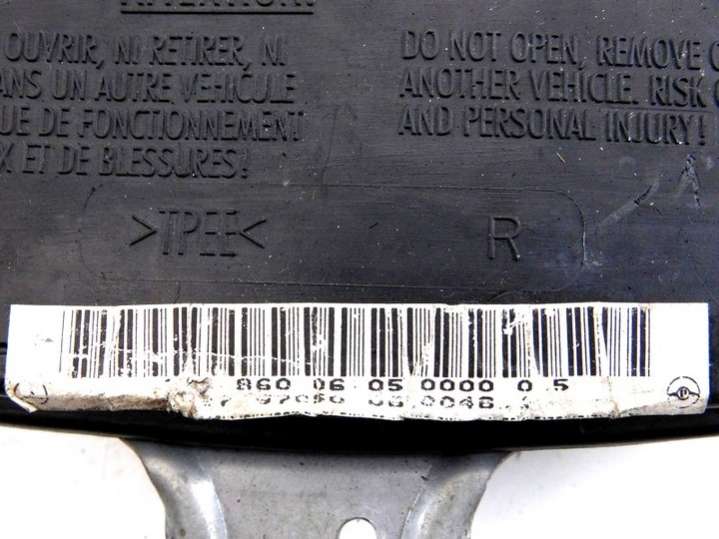 OUVRIR, NI RETIRER, NI
ANS UN AUTRE VEHICULE
UE DE FONCTIONNEMENT
X ET DE BLESSURES!
DO NOT OPEN, REMOVE O
ANOTHER VEHICLE. RISK O
AND PERSONAL INJURY!
>TPEE<
R
860 06 05 0000 0 5